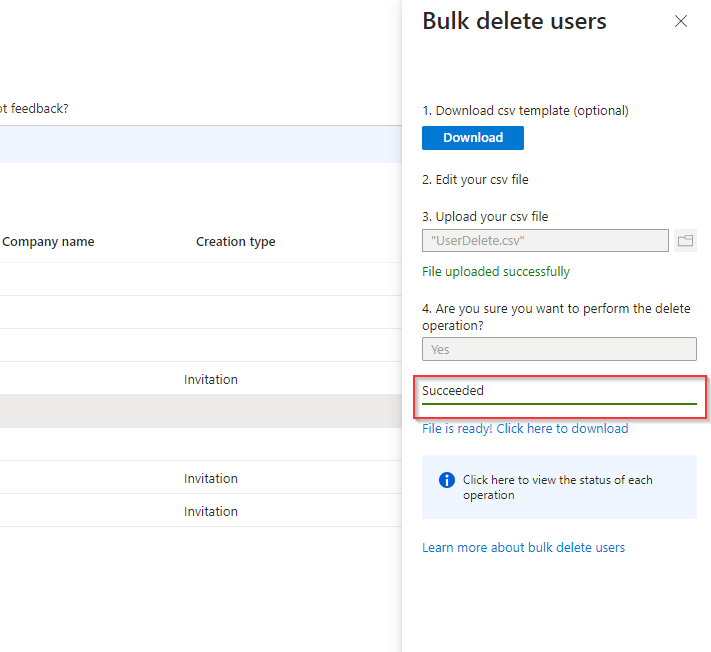 Bulk delete users
ot feedback?
1. Download csv template (optional)
Download
2. Edit your csv file
3. Upload your csv file
"UserDelete.csv"
File uploaded successfully
4. Are you sure you want to perform the delete
operation?
Yes
Succeeded
File is ready! Click here to download
Click here to view the status of each
operation
Learn more about bulk delete users
Company name
Creation type
Invitation
Invitation
Invitation